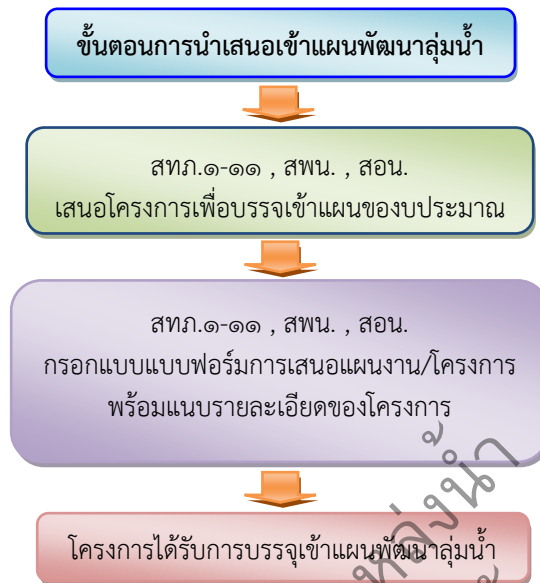 ขั้นตอนการนำเสนอเข้าแผนพัฒนาลุ่มน้ำ
สทภ.๑-๑๑ , สพน. , สอน.
เสนอโครงการเพื่อบรรจเข้าแผนของบประมาณ
สทภ.๑-๑๑ , สพน. , สอน.
กรอกแบบแบบฟอร์มการเสนอแผนงาน/โครงการ
พร้อมแนบรายละเอียดของโครงการ
โครงการได้รับการบรรจุเข้าแผนพัฒนาลุ่มน้ำ
หล่งน้ำ